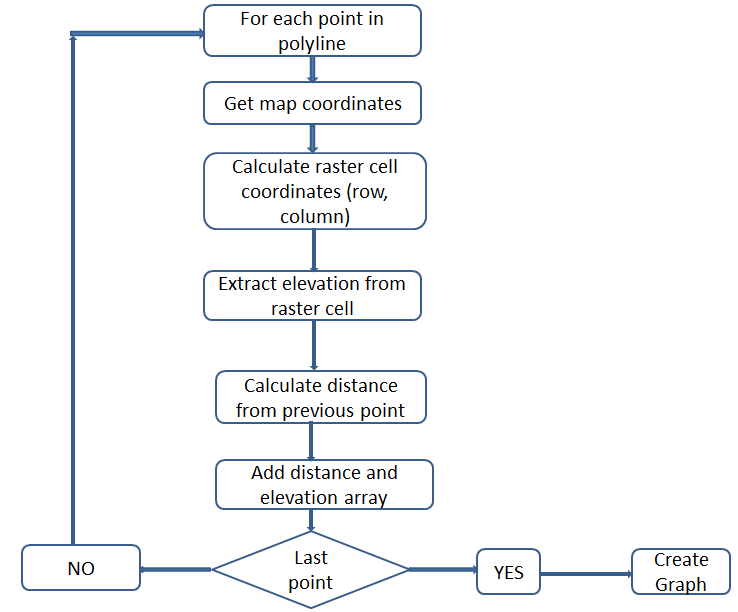 For each point in
polyline
Get map coordinates
Calculate raster cell
coordinates (row,
column)
Extract elevation from
raster cell
Calculate distance
from previous point
Add distance and
elevation array
Last
point
NO
YES
Create
Graph